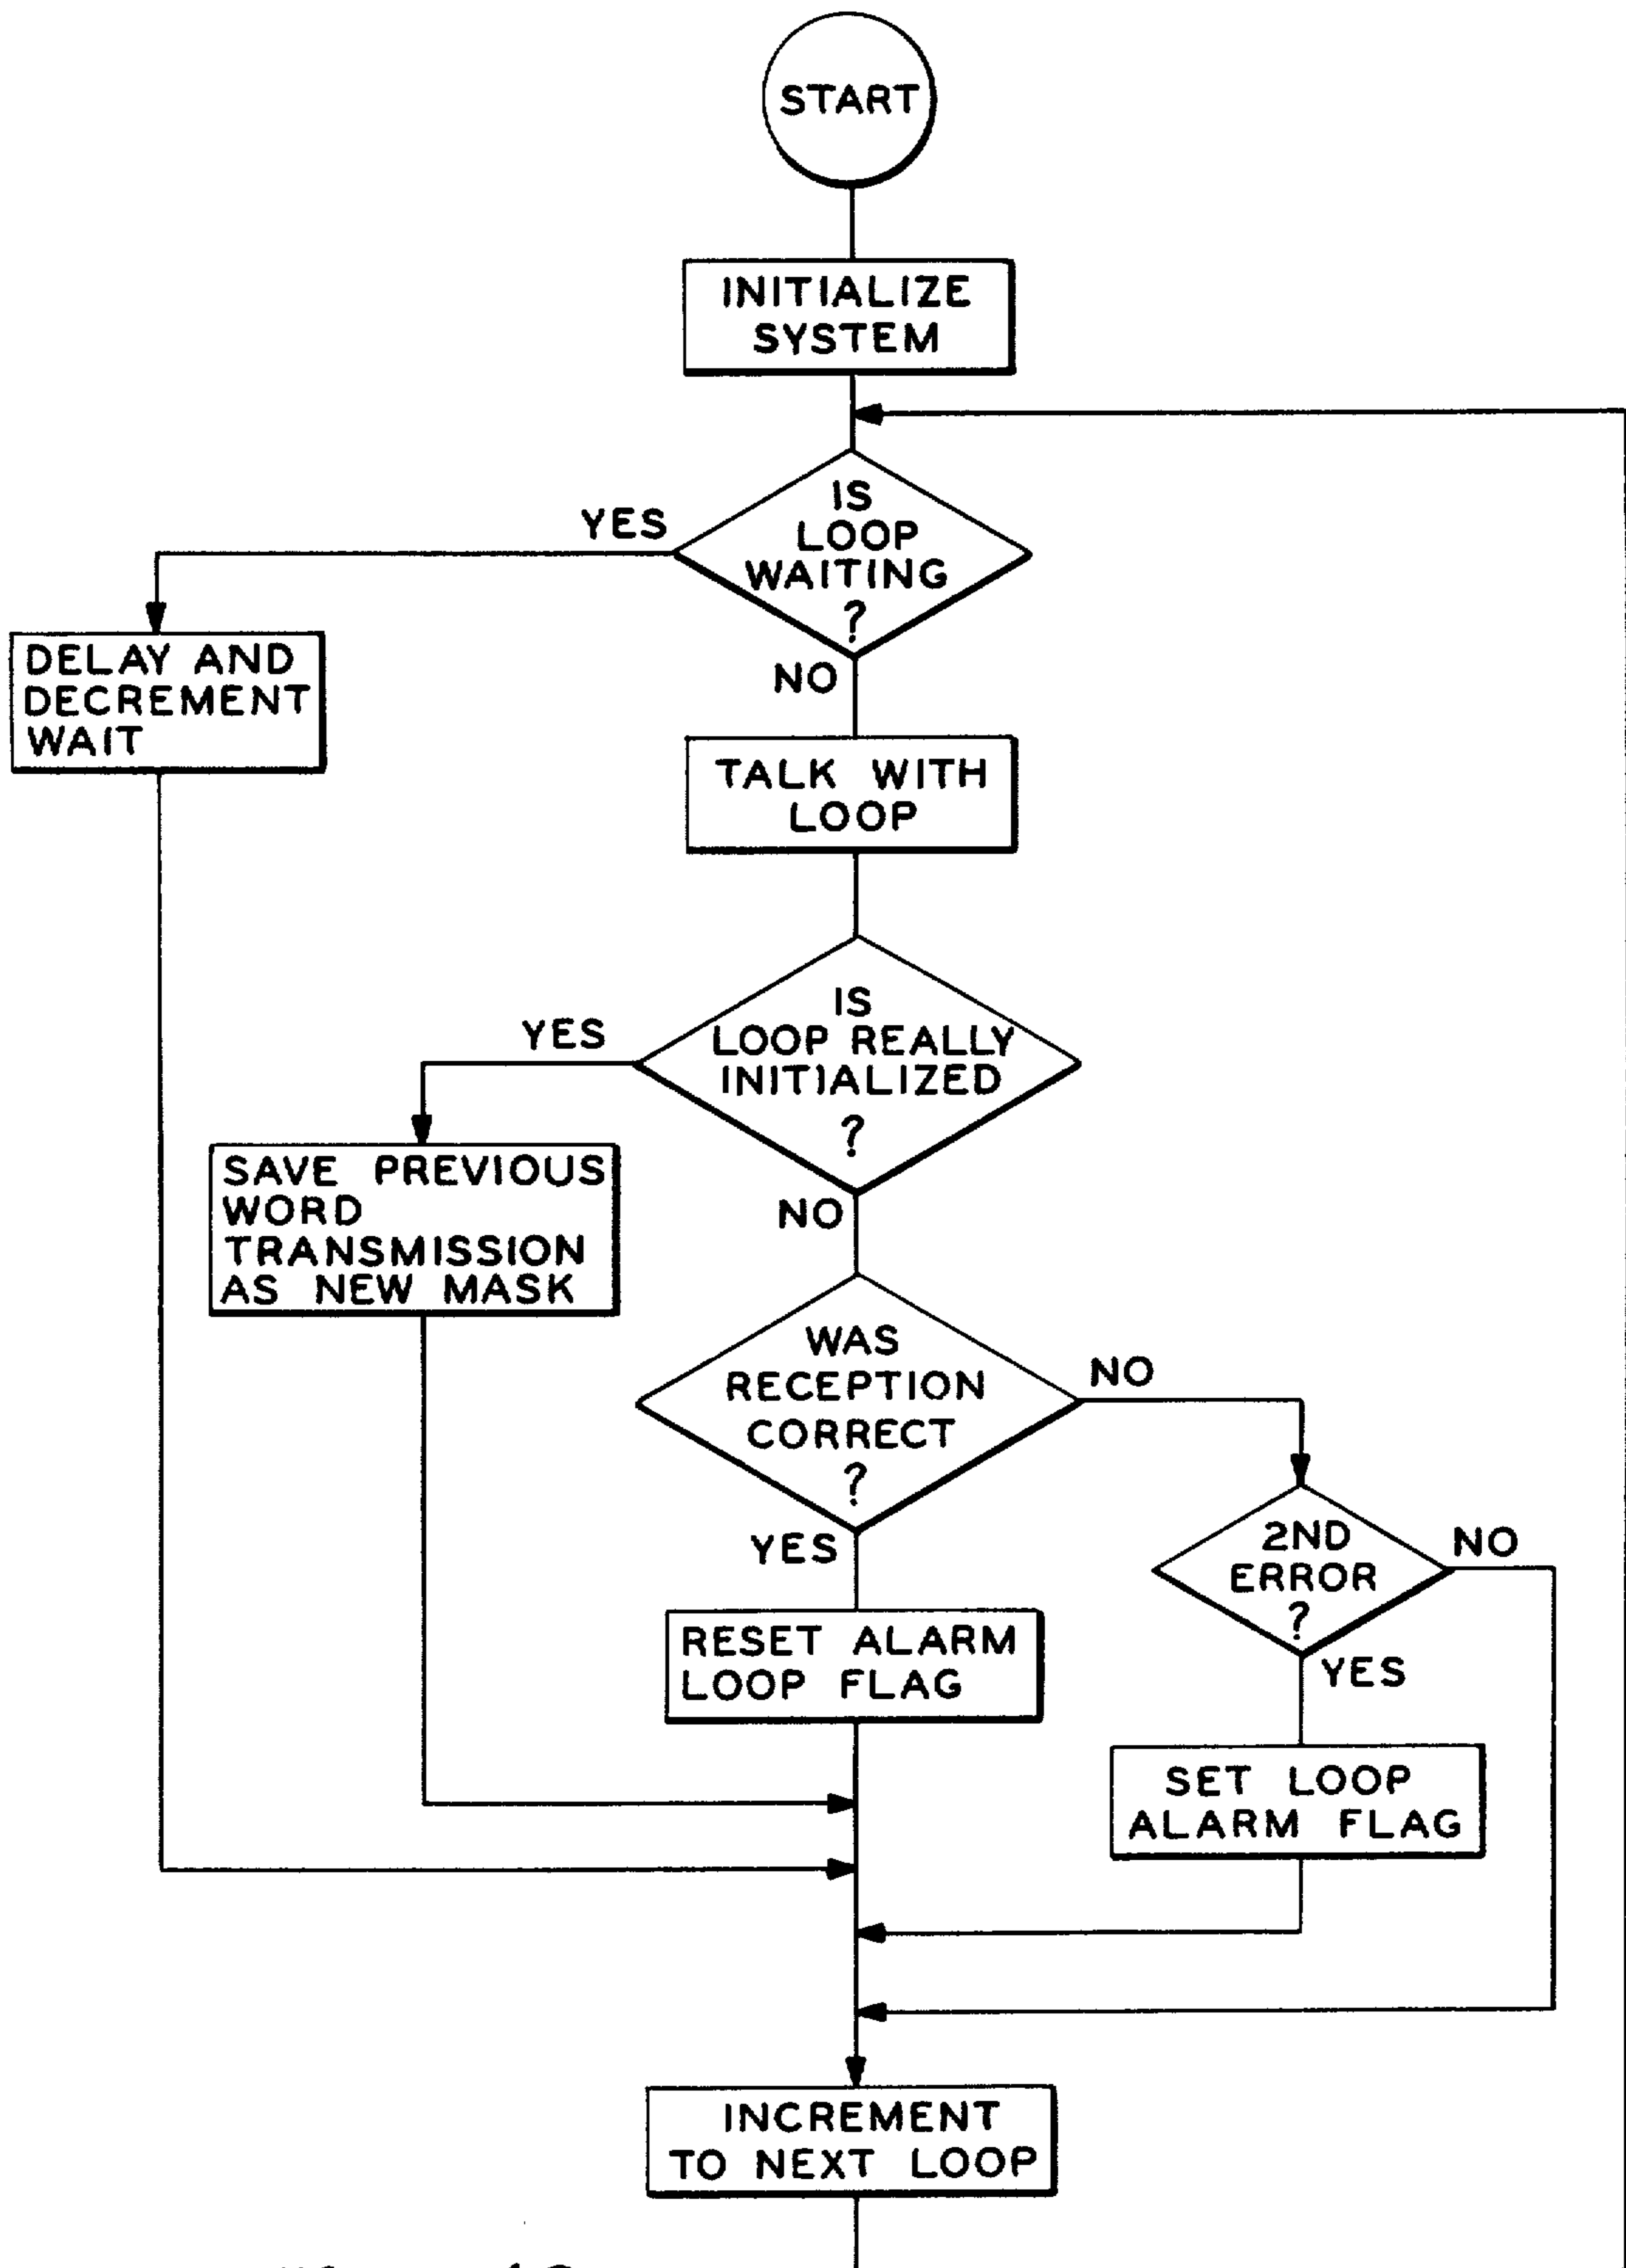 START
INITIALIZE
SYSTEM
IS
LOOP
WAITING
?
YES
NO
DELAY AND
DECREMENT
WAIT
TALK WITH
LOOP
IS
LOOP REALLY
INITIALIZED
?
YES
NO
SAVE PREVIOUS
WORD
TRANSMISSION
AS NEW MASK
WAS
RECEPTION
CORRECT
?
NO
YES
2ND
ERROR
?
NO
YES
RESET ALARM
LOOP FLAG
SET LOOP
ALARM FLAG
INCREMENT
TO NEXT LOOP